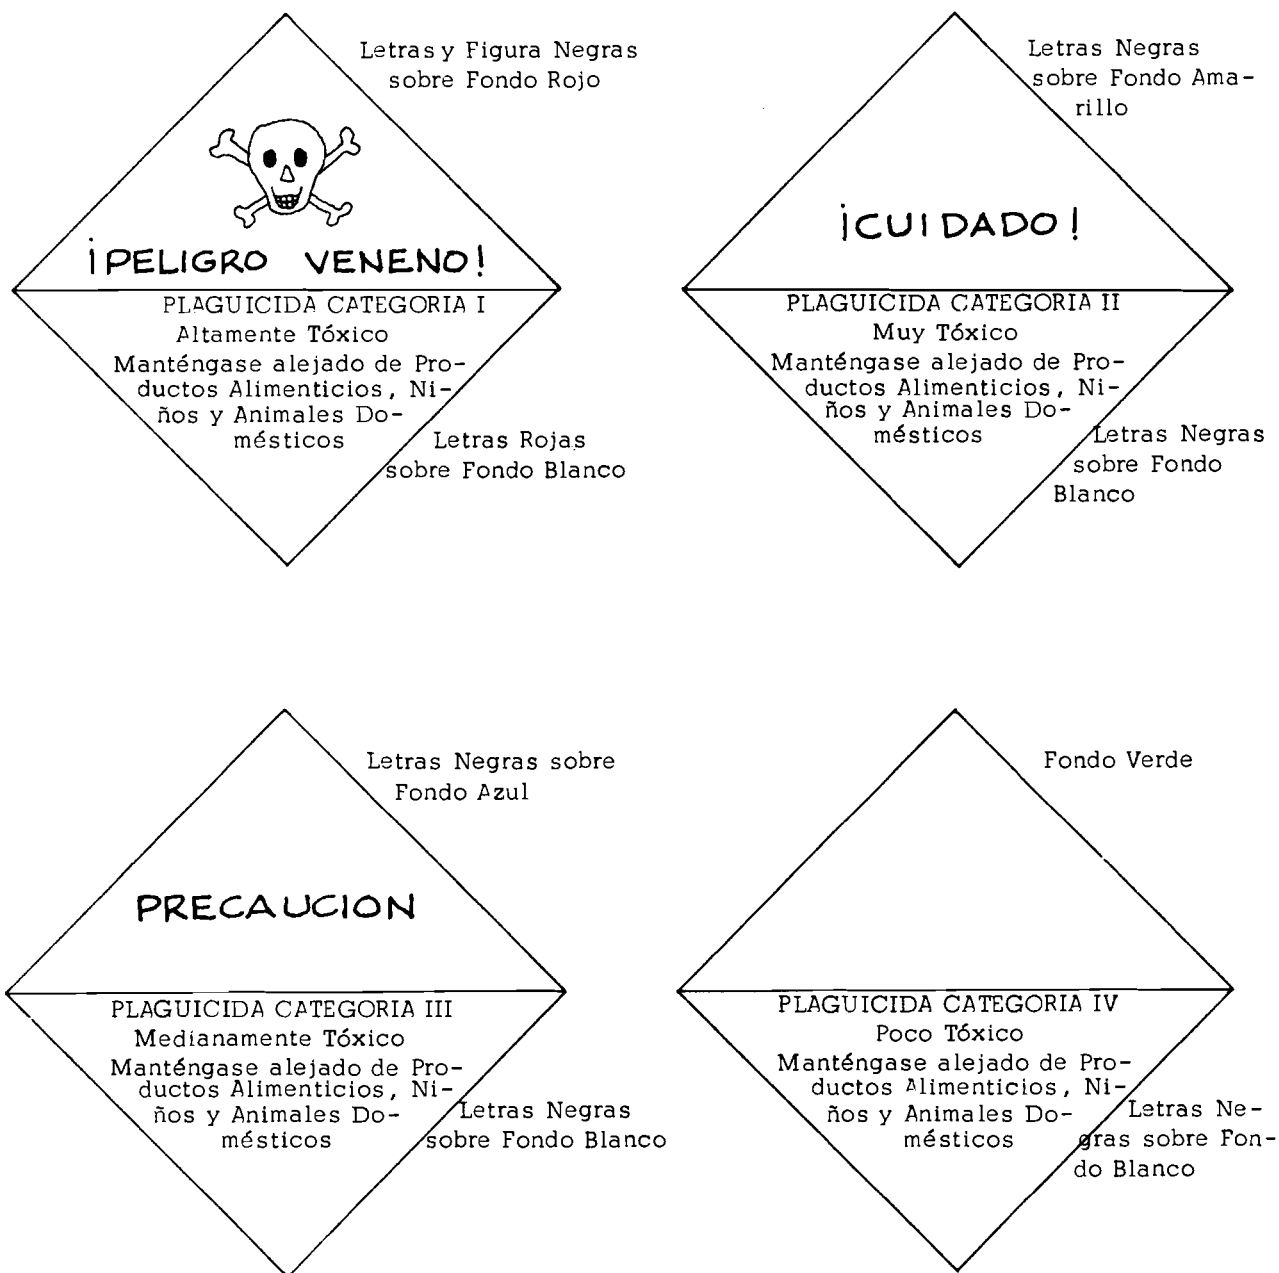 Letras y Figura Negras
sobre Fondo Rojo
¡PELIGRO VENENO!
PLAGUICIDA CATEGORIA I
Altamente Tóxico
Manténgase alejado de Pro-
ductos Alimenticios, Ni-
ños y Animales Do-
mésticos
Letras Rojas
sobre Fondo Blanco
Letras Negras
sobre Fondo Ama-
rillo
¡CUIDADO!
PLAGUICIDA CATEGORIA II
Muy Tóxico
Manténgase alejado de Pro-
ductos Alimenticios, Ni-
ños y Animales Do-
mésticos
Letras Negras
sobre Fondo
Blanco
Letras Negras sobre
Fondo Azul
PRECAUCION
PLAGUICIDA CATEGORIA III
Medianamente Tóxico
Manténgase alejado de Pro-
ductos Alimenticios, Ni-
ños y Animales Do-
mésticos
Letras Negras
sobre Fondo Blanco
Fondo Verde
PLAGUICIDA CATEGORIA IV
Poco Tóxico
Manténgase alejado de Pro-
ductos Alimenticios, Ni-
ños y Animales Do-
mésticos
Letras Ne-
gras sobre Fon-
do Blanco